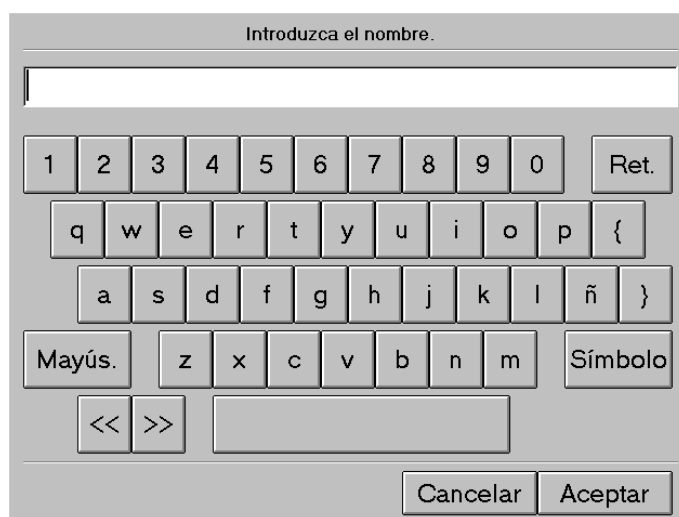 Introduzca el nombre.
1 2 3 4 5 6 7 8 9 0 Ret.
q w e r t y u i o p {
a s d f g h j k l ñ }
Mayús. z x c v b n m Símbolo
<< >>
Cancelar Aceptar